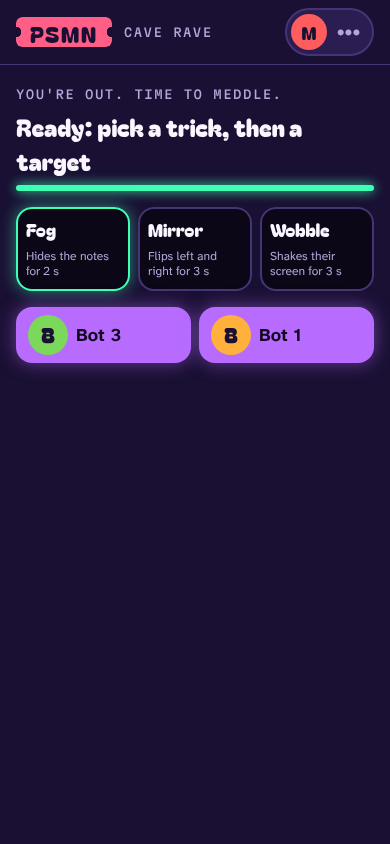 PSMN CAVE RAVE M •••
YOU'RE OUT. TIME TO MEDDLE.
Ready: pick a trick, then a
target
Fog
Hides the notes
for 2 s
Mirror
Flips left and
right for 3 s
Wobble
Shakes their
screen for 3 s
B Bot 3
B Bot 1